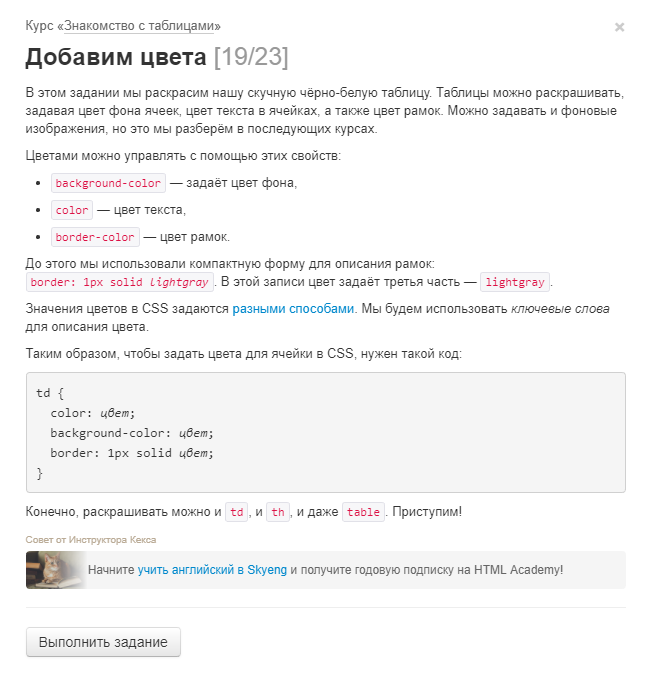 Курс «Знакомство с таблицами»
×
Добавим цвета [19/23]
В этом задании мы раскрасим нашу скучную чёрно-белую таблицу. Таблицы можно раскрашивать,
задавая цвет фона ячеек, цвет текста в ячейках, а также цвет рамок. Можно задавать и фоновые
изображения, но это мы разберём в последующих курсах.
Цветами можно управлять с помощью этих свойств:
• background-color — задаёт цвет фона,
• color — цвет текста,
• border-color — цвет рамок.
До этого мы использовали компактную форму для описания рамок:
border: 1px solid lightgray. В этой записи цвет задаёт третья часть — lightgray.
Значения цветов в CSS задаются разными способами. Мы будем использовать ключевые слова
для описания цвета.
Таким образом, чтобы задать цвета для ячейки в CSS, нужен такой код:
td {
  color: цвет;
  background-color: цвет;
  border: 1px solid цвет;
}
Конечно, раскрашивать можно и td, и th, и даже table. Приступим!
Совет от Инструктора Кекса
Начните учить английский в Skyeng и получите годовую подписку на HTML Academy!
Выполнить задание